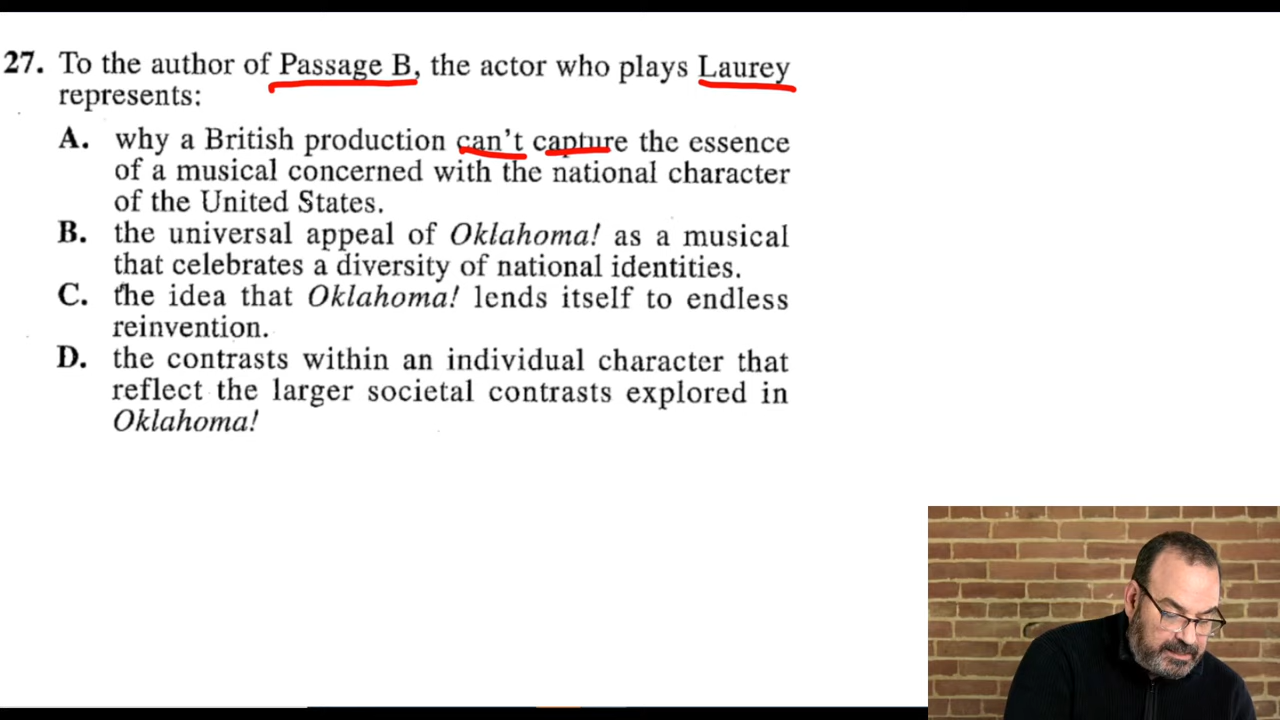 27. To the author of Passage B, the actor who plays Laurey
represents:
A. why a British production can't capture the essence
of a musical concerned with the national character
of the United States.
B. the universal appeal of Oklahoma! as a musical
that celebrates a diversity of national identities.
C. the idea that Oklahoma! lends itself to endless
reinvention.
D. the contrasts within an individual character that
reflect the larger societal contrasts explored in
Oklahoma!